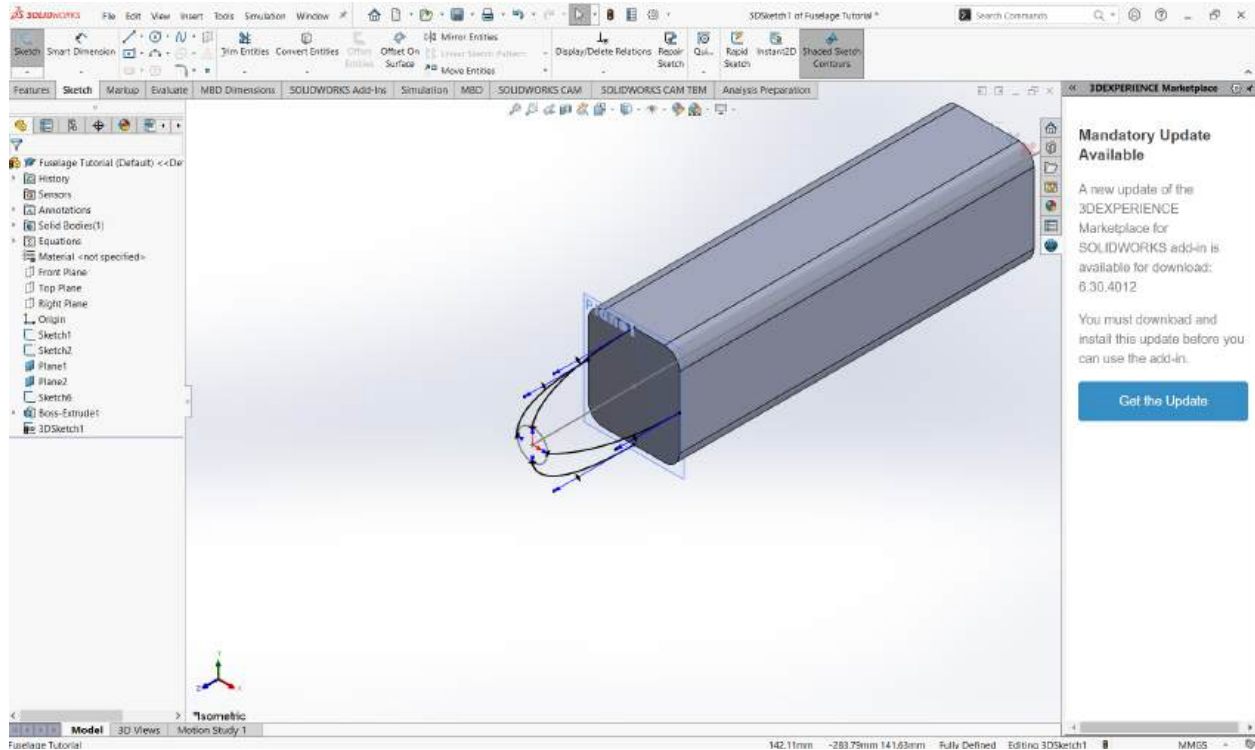 SOLIDWORKS File Edit View Insert Tools Simulation Window
3DSketch1 of Fuselage Tutorial *
Search Commands
Sketch Smart Dimension
Trim Entities Convert Entities
Offset On Surface
Mirror Entities
Linear Sketch Pattern
Move Entities
Display/Delete Relations
Repair Sketch
Qui...
Rapid Sketch
Instant2D
Shaded Sketch Contours
Features Sketch Markup Evaluate MBD Dimensions SOLIDWORKS Add-Ins Simulation MBD SOLIDWORKS CAM SOLIDWORKS CAM TBM Analysis Preparation
3DEXPERIENCE Marketplace
Fuselage Tutorial (Default) <<De
History
Sensors
Annotations
Solid Bodies(1)
Equations
Material <not specified>
Front Plane
Top Plane
Right Plane
Origin
Sketch1
Sketch2
Plane1
Plane2
Sketch6
Boss-Extrude1
3DSketch1
Mandatory Update
Available
A new update of the
3DEXPERIENCE
Marketplace for
SOLIDWORKS add-in is
available for download:
6.30.4012
You must download and
install this update before you
can use the add-in.
Get the Update
*Isometric
Model 3D Views Motion Study 1
Fuselage Tutorial
142.11mm -283.79mm 141.63mm Fully Defined Editing 3DSketch1 MMGS